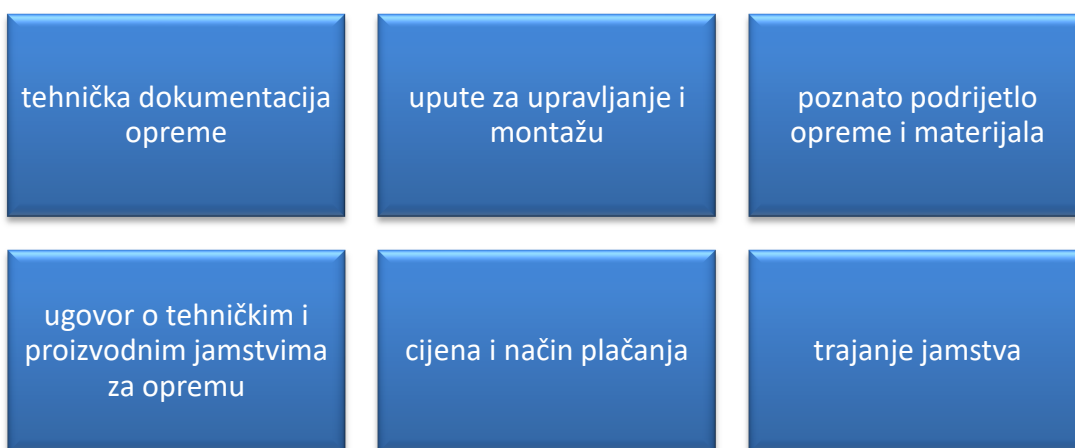 tehnička dokumentacija
opreme
upute za upravljanje i
montažu
poznato podrijetlo
opreme i materijala
ugovor o tehničkim i
proizvodnim jamstvima
za opremu
cijena i način plačanja
trajanje jamstva